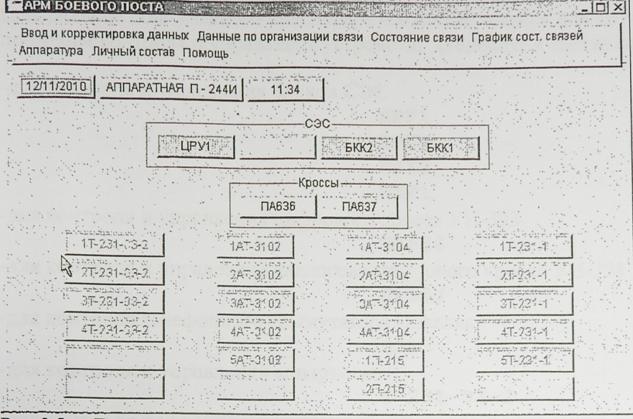 АРМ БОЕВОГО ПОСТА
Ввод и корректировка данных Данные по организации связи Состояние связи График сост. связей
Аппаратура Личный состав Помощь
12/11/2010 АППАРАТНАЯ П - 244И 11:34
СЭС
ЦРУ1 БКК2 БКК1
Кроссы
ПА636 ПА637
1Т-231-03-2 1АТ-3102 1АТ-3104 1Т-231-1
2Т-231-03-2 2АТ-3102 2АТ-3104 2Т-231-1
3Т-231-03-2 3АТ-3102 3АТ-3104 3Т-231-1
4Т-231-03-2 4АТ-3102 4АТ-3104 4Т-231-1
5АТ-3102 1П-215 5Т-231-1
2П-215